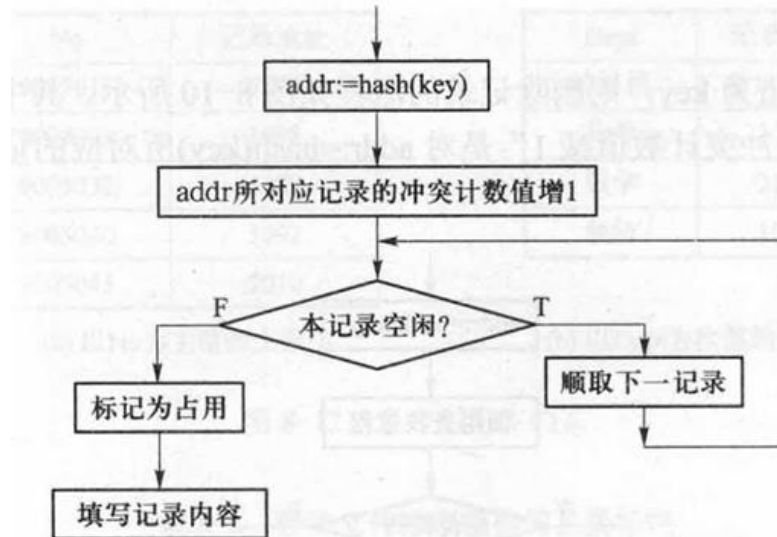 addr:=hash(key)
addr所对应记录的冲突计数值增1
F
本记录空闲?
T
标记为占用
顺取下一记录
填写记录内容